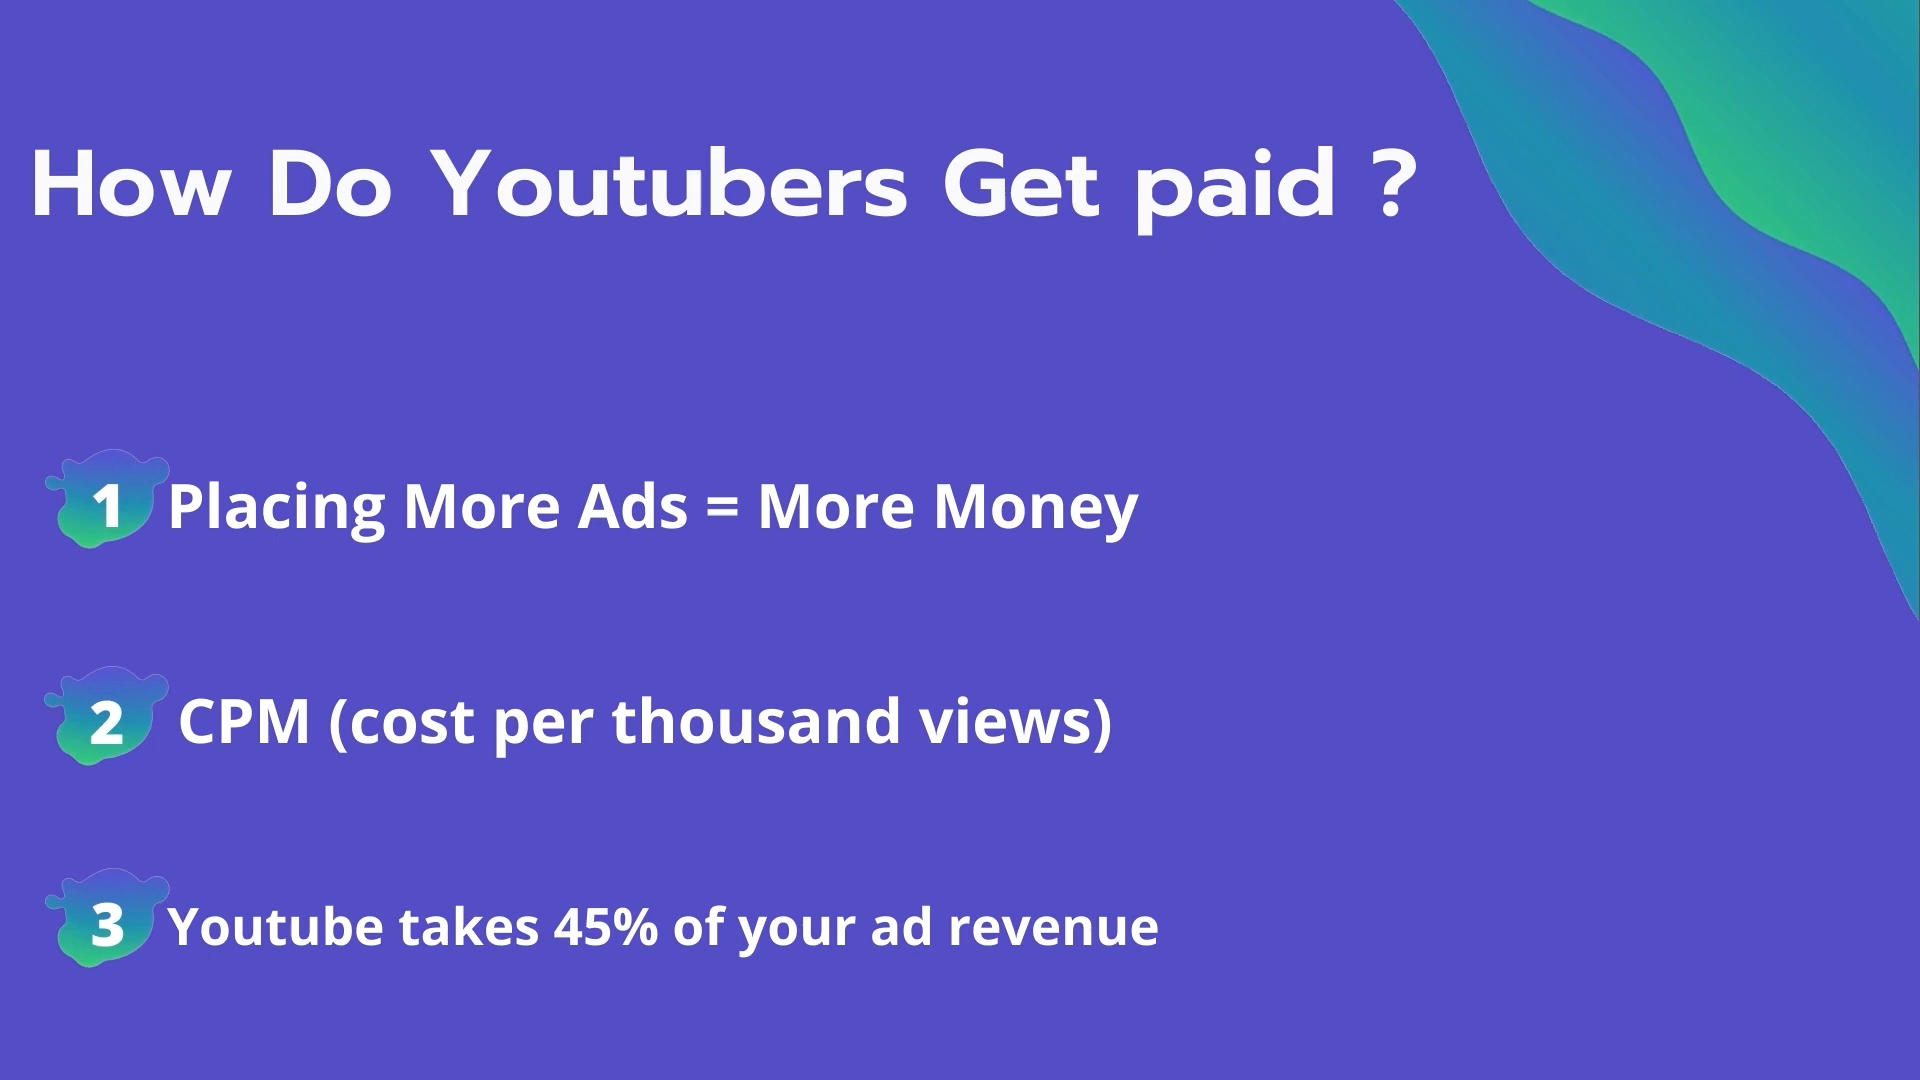 How Do Youtubers Get paid ?
1 Placing More Ads = More Money
2 CPM (cost per thousand views)
3 Youtube takes 45% of your ad revenue